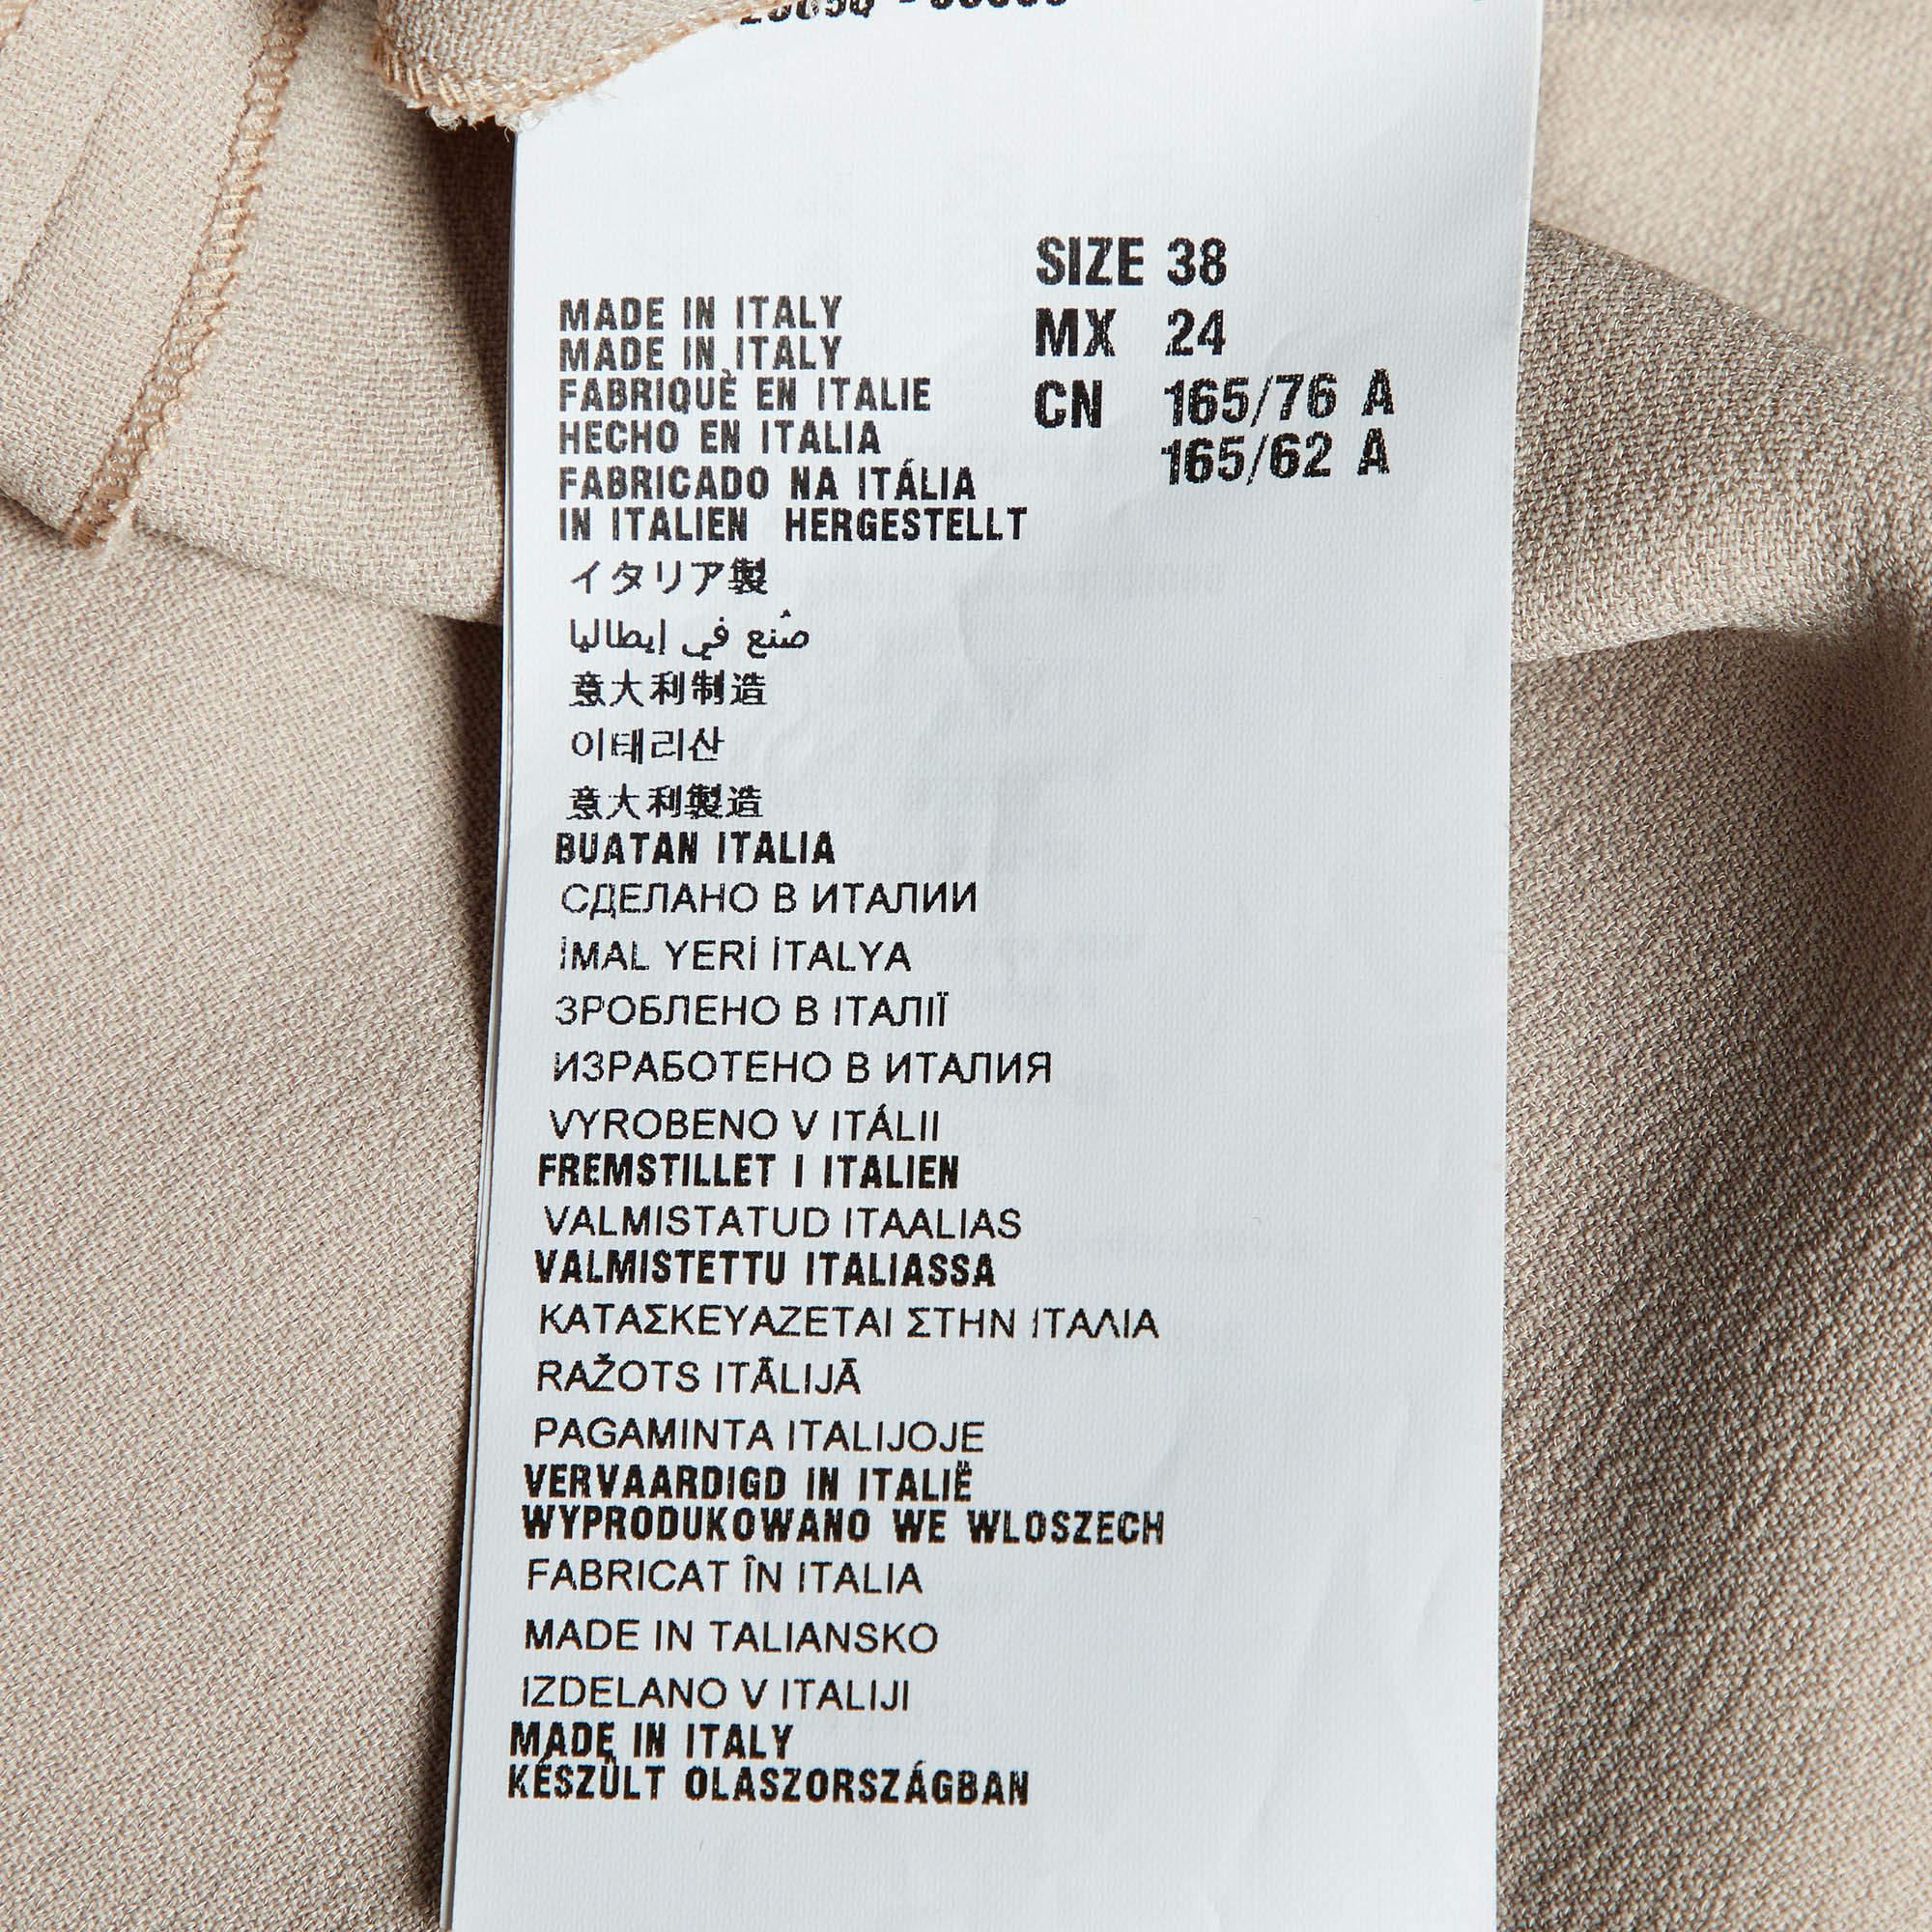 SIZE 38
MX 24
CN 165/76 A
165/62 A
MADE IN ITALY
MADE IN ITALY
FABRIQUÈ EN ITALIE
HECHO EN ITALIA
FABRICADO NA ITÁLIA
IN ITALIEN HERGESTELLT
イタリア製
صُنع في إيطاليا
意大利制造
이태리산
意大利製造
BUATAN ITALIA
СДЕЛАНО В ИТАЛИИ
İMAL YERİ İTALYA
ЗРОБЛЕНО В ІТАЛІЇ
ИЗРАБОТЕНО В ИТАЛИЯ
VYROBENO V ITÁLII
FREMSTILLET I ITALIEN
VALMISTATUD ITAALIAS
VALMISTETTU ITALIASSA
ΚΑΤΑΣΚΕΥΑΖΕΤΑΙ ΣΤΗΝ ΙΤΑΛΙΑ
RAŽOTS ITĀLIJĀ
PAGAMINTA ITALIJOJE
VERVAARDIGD IN ITALIË
WYPRODUKOWANO WE WLOSZECH
FABRICAT ÎN ITALIA
MADE IN TALIANSKO
IZDELANO V ITALIJI
MADE IN ITALY
KÉSZÜLT OLASZORSZÁGBAN